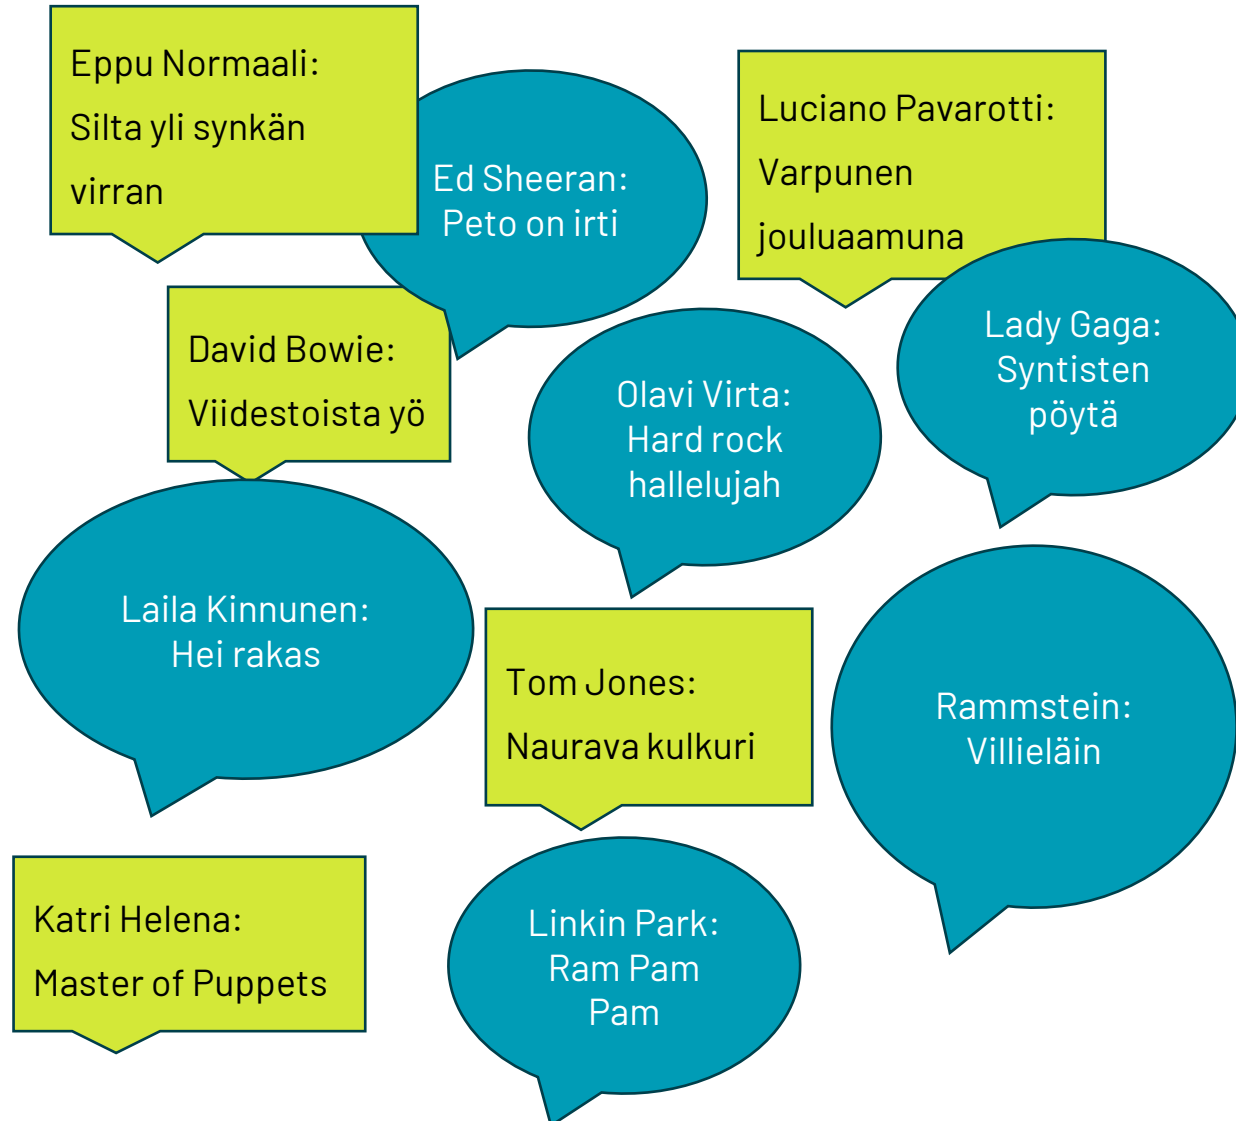 Eppu Normaali:
Silta yli synkän
virran
Ed Sheeran:
Peto on irti
Luciano Pavarotti:
Varpunen
jouluaamuna
David Bowie:
Viidestoista yö
Olavi Virta:
Hard rock
hallelujah
Lady Gaga:
Syntisten
pöytä
Laila Kinnunen:
Hei rakas
Tom Jones:
Naurava kulkuri
Rammstein:
Villieläin
Katri Helena:
Master of Puppets
Linkin Park:
Ram Pam
Pam